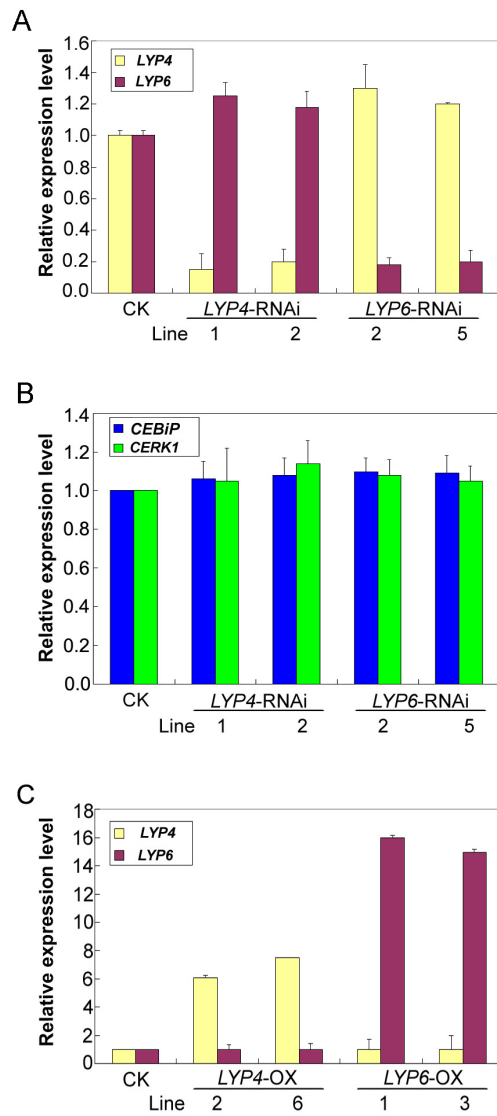 A
Relative expression level
1.6
1.4
1.2
1.0
0.8
0.6
0.4
0.2
0.0
LYP4
LYP6
CK
LYP4-RNAi
LYP6-RNAi
Line
1
2
2
5
B
Relative expression level
1.4
1.2
1.0
0.8
0.6
0.4
0.2
0.0
CEBiP
CERK1
CK
LYP4-RNAi
LYP6-RNAi
Line
1
2
2
5
C
Relative expression level
18
16
14
12
10
8
6
4
2
0
LYP4
LYP6
CK
LYP4-OX
LYP6-OX
Line
2
6
1
3